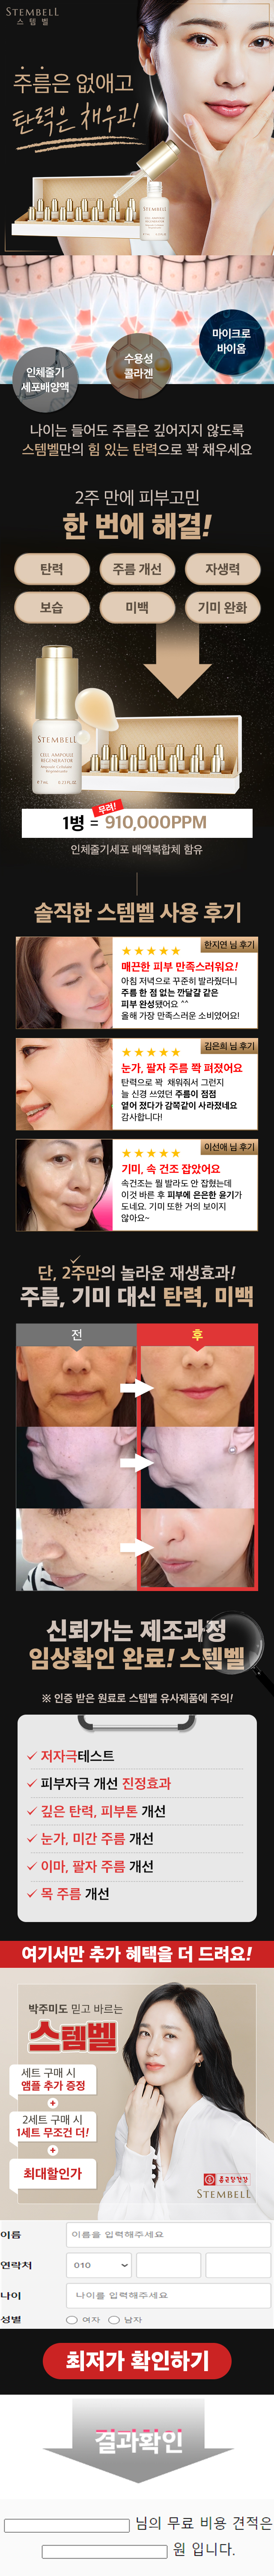 STEMBELL
스템벨
주름은 없애고
탄력은 채우고!
STEMBELL
마이크로
바이옴
수용성
콜라겐
인체줄기
세포배양액
나이는 들어도 주름은 깊어지지 않도록
스템벨만의 힘 있는 탄력으로 꽉 채우세요
2주 만에 피부고민
한 번에 해결!
탄력 주름 개선 자생력
보습 미백 기미 완화
STEMBELL
CELL AMPOULE
REGENERATOR
STEMBELL
무려!
1병 = 910,000PPM
인체줄기세포 배액복합체 함유
솔직한 스템벨 사용 후기
한지연 님 후기
매끈한 피부 만족스러워요!
아침 저녁으로 꾸준히 발라줬더니
주름 한 점 없는 깐달걀 같은
피부 완성됐어요 ^^
올해 가장 만족스러운 소비였어요!
김은희 님 후기
눈가, 팔자 주름 쫙 펴졌어요
탄력으로 꽉 채워줘서 그런지
늘 신경 쓰였던 주름이 점점
옅어 졌다가 감쪽같이 사라졌네요
감사합니다!
이선애 님 후기
기미, 속 건조 잡았어요
속건조는 뭘 발라도 안 잡혔는데
이것 바른 후 피부에 은은한 윤기가
도네요. 기미 또한 거의 보이지
않아요~
단, 2주만의 놀라운 재생효과!
주름, 기미 대신 탄력, 미백
전 후
신뢰가는 제조과정
임상확인 완료! 스템벨
※ 인증 받은 원료로 스템벨 유사제품에 주의!
저자극테스트
피부자극 개선 진정효과
깊은 탄력, 피부톤 개선
눈가, 미간 주름 개선
이마, 팔자 주름 개선
목 주름 개선
여기서만 추가 혜택을 더 드려요!
박주미도 믿고 바르는
스템벨
세트 구매 시
앰플 추가 증정
2세트 구매 시
1세트 무조건 더!
최대할인가
종근당건강
STEMBELL
이름 이름을 입력해주세요
연락처 010
나이 나이를 입력해주세요
성별 여자 남자
최저가 확인하기
결과확인
님의 무료 비용 견적은
원 입니다.